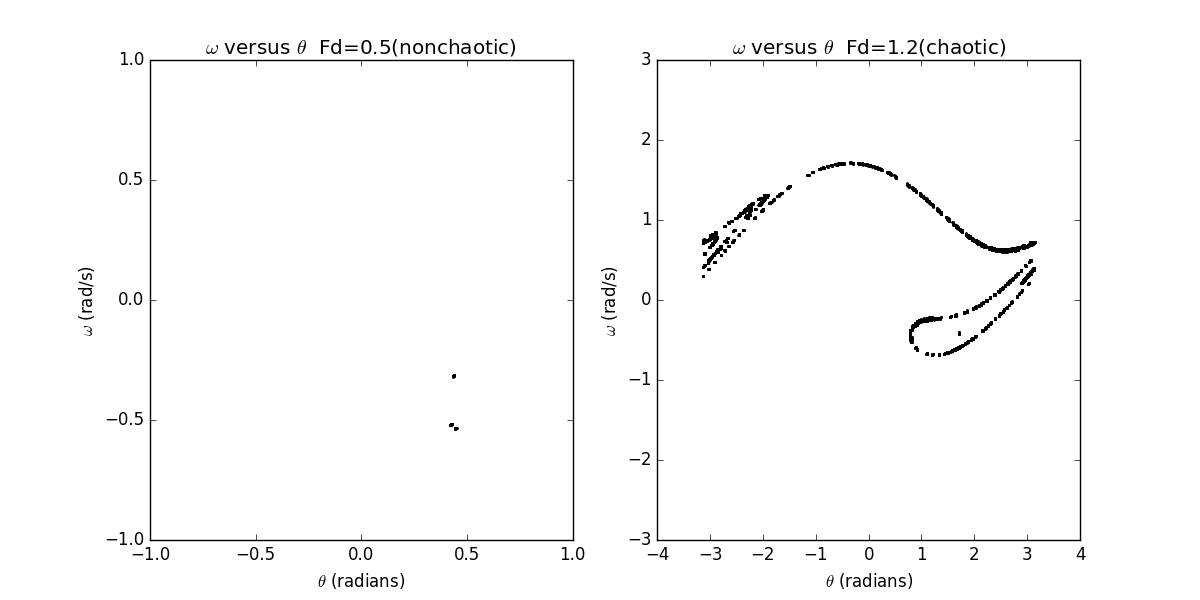 ω versus θ  Fd=0.5(nonchaotic)
1.0
0.5
0.0
−0.5
−1.0
ω (rad/s)
−1.0 −0.5 0.0 0.5 1.0
θ (radians)
ω versus θ  Fd=1.2(chaotic)
3
2
1
0
−1
−2
−3
ω (rad/s)
−4 −3 −2 −1 0 1 2 3 4
θ (radians)